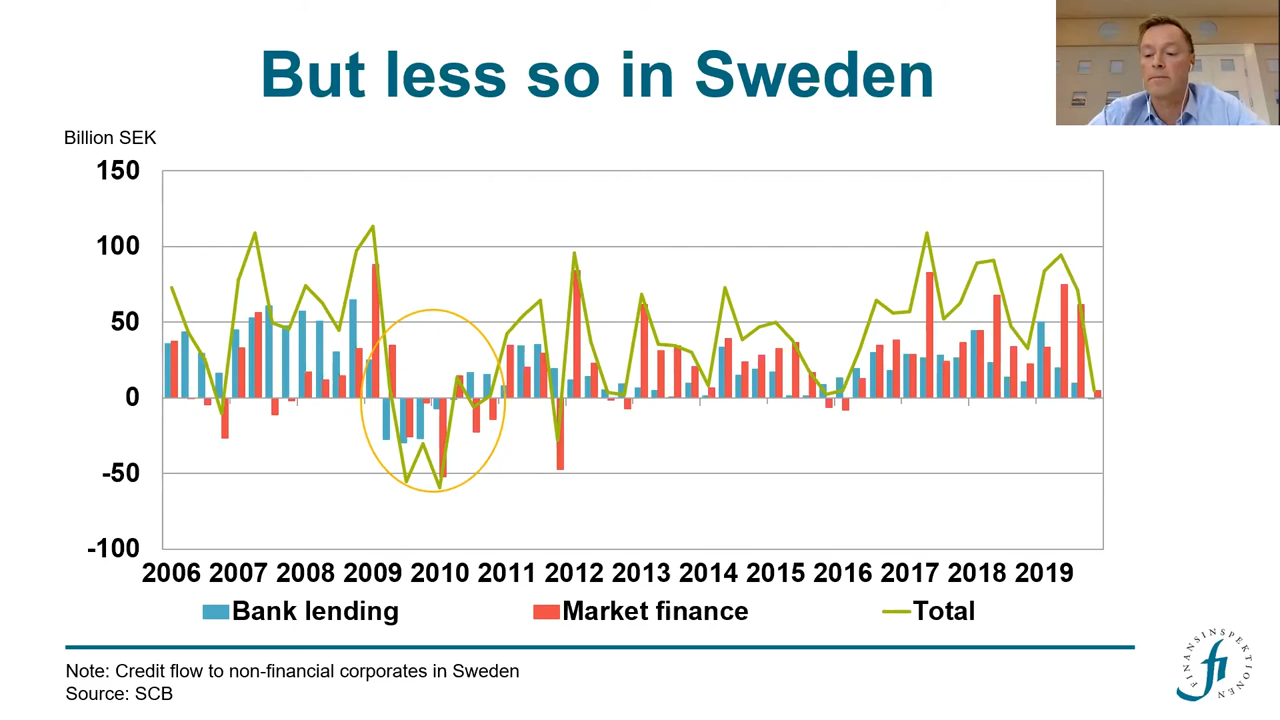 But less so in Sweden
Billion SEK
150
100
50
0
-50
-100
2006 2007 2008 2009 2010 2011 2012 2013 2014 2015 2016 2017 2018 2019
Bank lending Market finance Total
Note: Credit flow to non-financial corporates in Sweden
Source: SCB
FINANSINSPEKTIONEN
fi